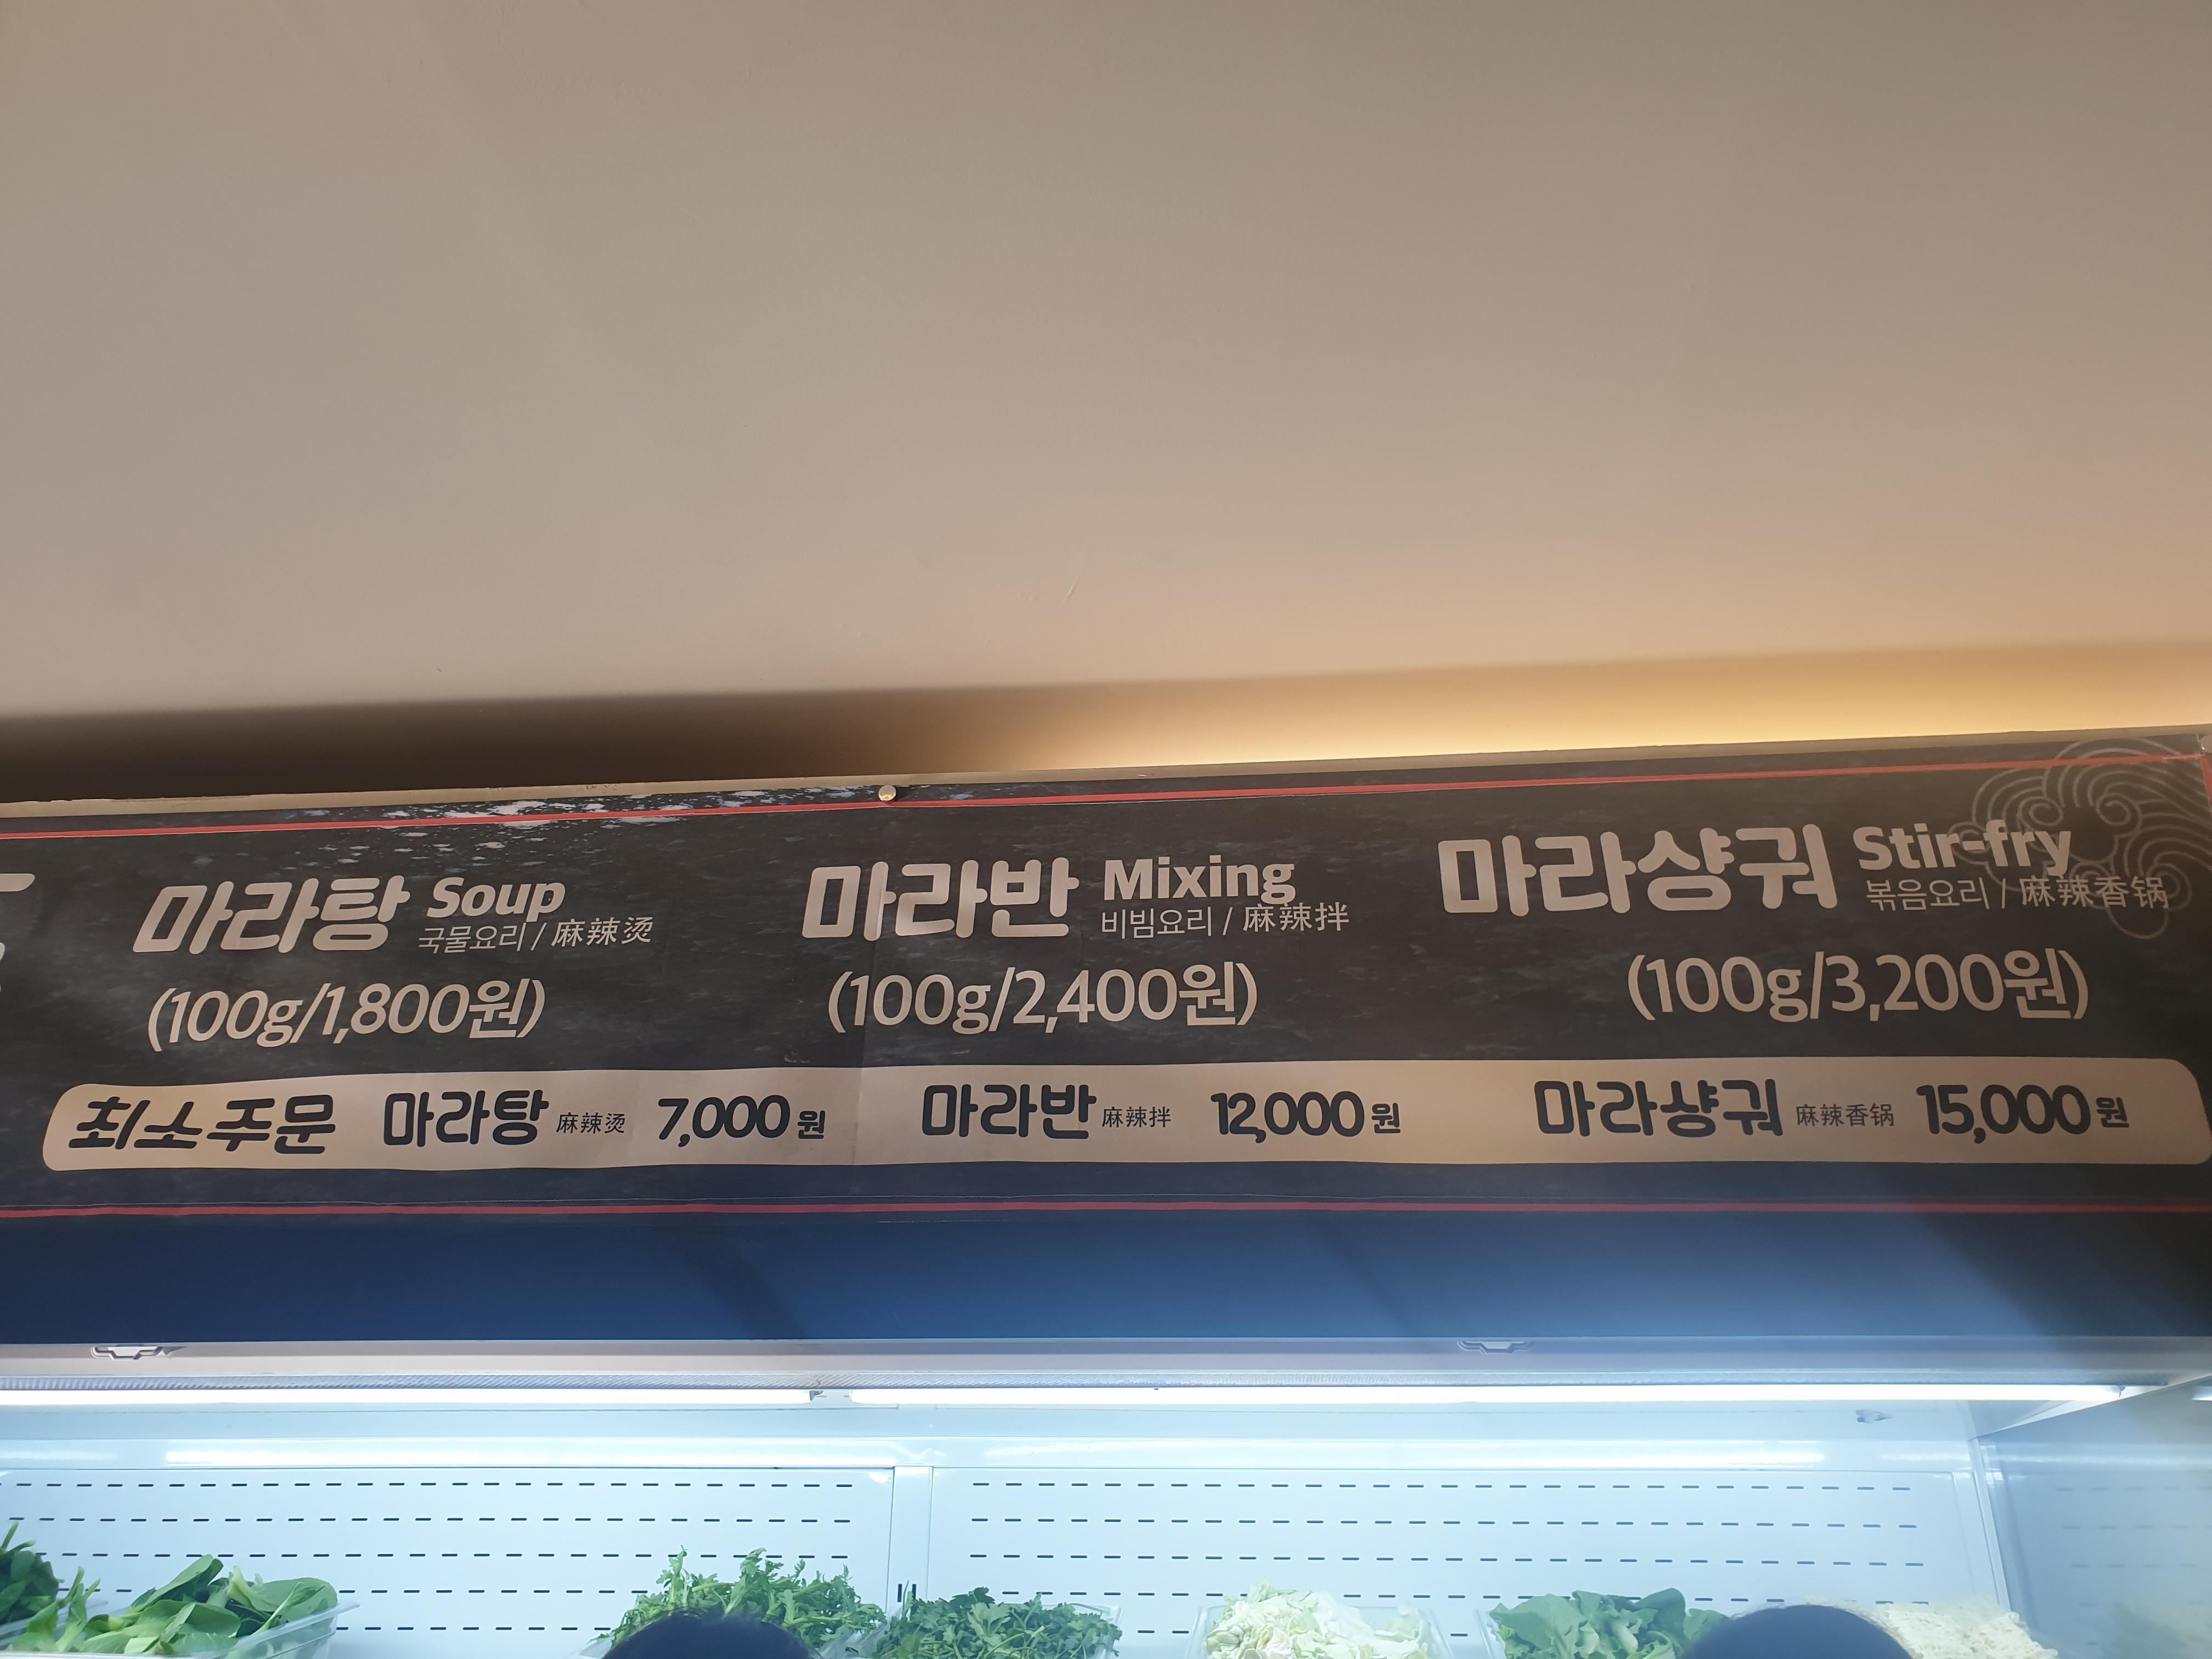 마라탕 Soup
국물요리 / 麻辣烫
(100g/1,800원)
마라반 Mixing
비빔요리 / 麻辣拌
(100g/2,400원)
마라샹궈 Stir-fry
볶음요리 / 麻辣香锅
(100g/3,200원)
최소주문 마라탕 麻辣烫 7,000원 마라반 麻辣拌 12,000원 마라샹궈 麻辣香锅 15,000원